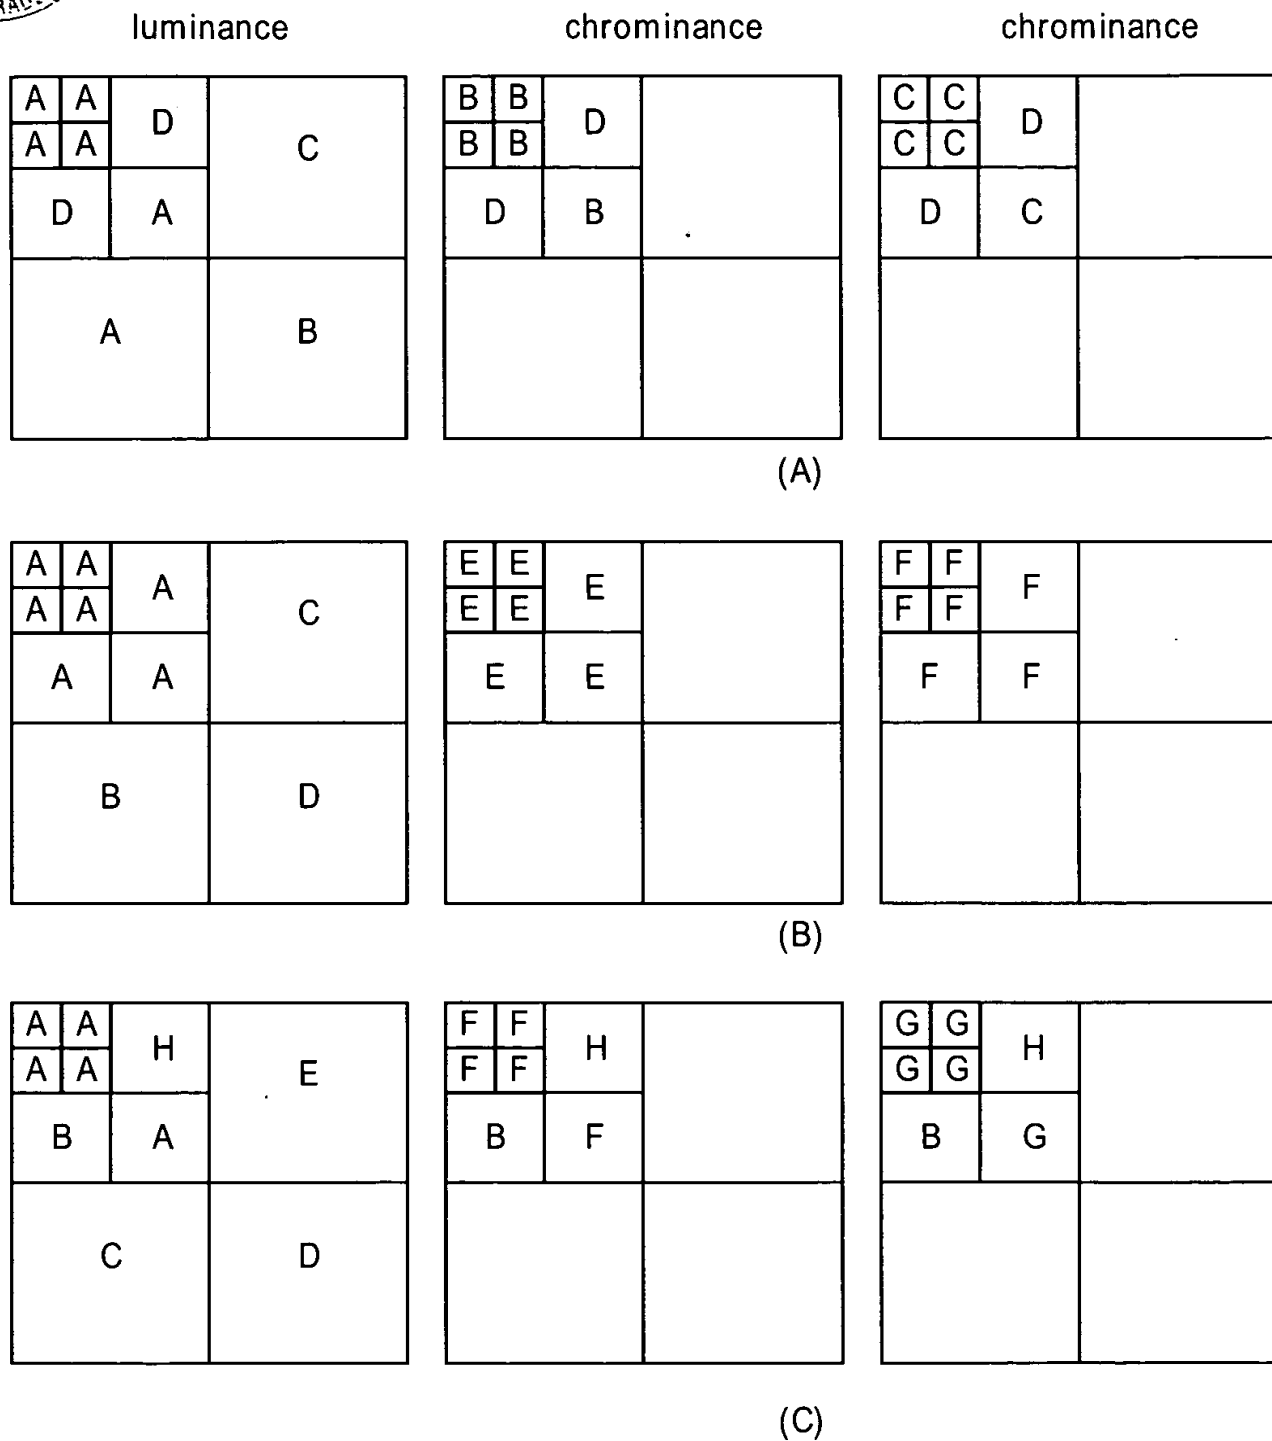 luminance chrominance chrominance
A A D C B B D C C D
A A B B C C
D A D B D C
A B
(A)
A A A C E E E F F F
A A E E F F
A A E E F F
B D
(B)
A A H E F F H G G H
A A F F G G
B A B F B G
C D
(C)